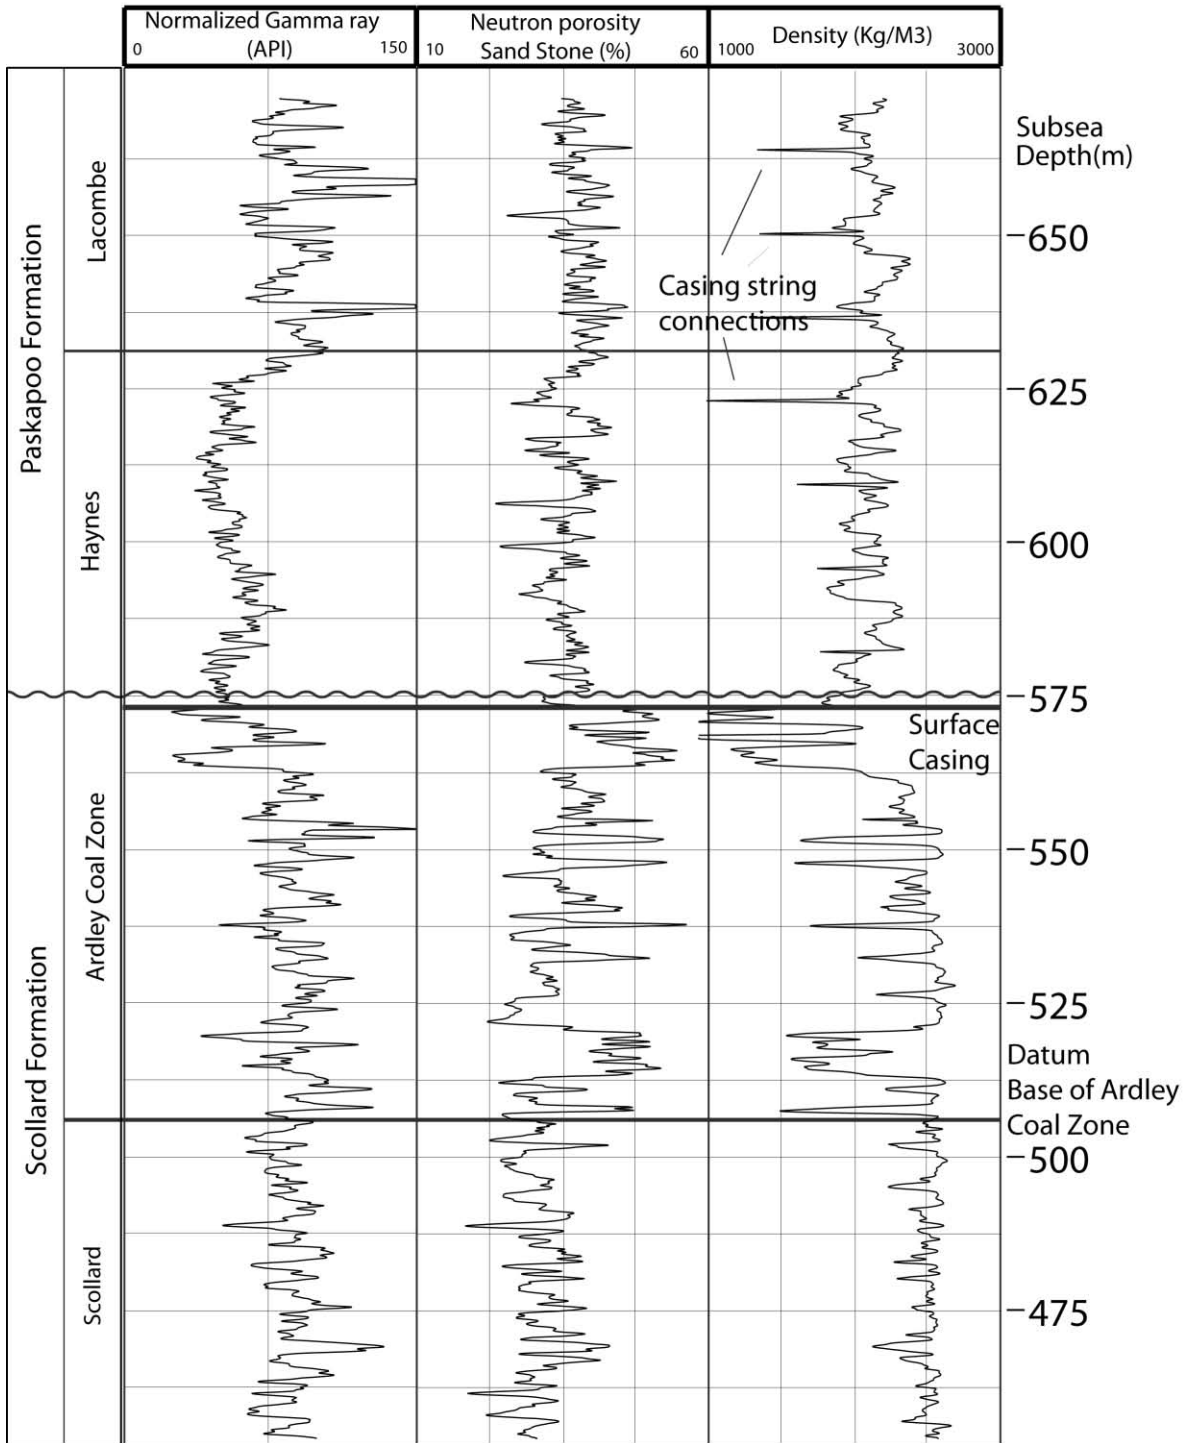 Normalized Gamma ray
(API)
0
150
Neutron porosity
Sand Stone (%)
10
60
Density (Kg/M3)
1000
3000
Subsea
Depth(m)
Paskapoo Formation
Lacombe
Haynes
Casing string
connections
650
625
600
575
Surface
Casing
Scollard Formation
Ardley Coal Zone
Scollard
550
525
Datum
Base of Ardley
Coal Zone
500
475